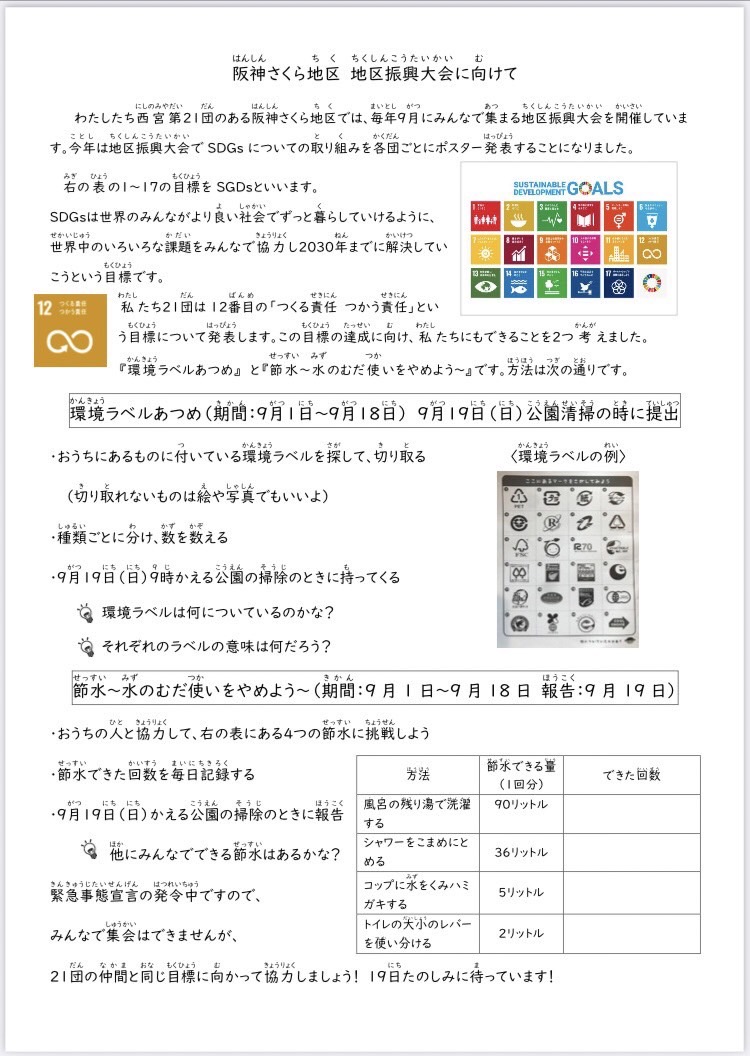 阪神さくら地区 地区振興大会に向けて
わたしたち西宮第21団のある阪神さくら地区では、毎年9月にみんなで集まる地区振興大会を開催していま
す。今年は地区振興大会で SDGs についての取り組みを各団ごとにポスター発表することになりました。
右の表の1～17の目標を SGDsといいます。
SDGsは世界のみんながより良い社会でずっと暮らしていけるように、
世界中のいろいろな課題をみんなで協力し2030年までに解決してい
こうという目標です。
SUSTAINABLE
DEVELOPMENT GOALS
12 つくる責任
つかう責任
私たち21団は 12番目の「つくる責任 つかう責任」とい
う目標について発表します。この目標の達成に向け、私たちにもできることを2つ考えました。
『環境ラベルあつめ』と『節水～水のむだ使いをやめよう～』です。方法は次の通りです。
環境ラベルあつめ（期間：9月1日～9月18日） 9月19日（日）公園清掃の時に提出
・おうちにあるものに付いている環境ラベルを探して、切り取る
〈環境ラベルの例〉
（切り取れないものは絵や写真でもいいよ）
・種類ごとに分け、数を数える
・9月19日（日）9時かえる公園の掃除のときに持ってくる
環境ラベルは何についているのかな？
それぞれのラベルの意味は何だろう？
ここにあるマークをさがしてみよう
節水～水のむだ使いをやめよう～（期間：9月1日～9月18日 報告：9月19日）
・おうちの人と協力して、右の表にある4つの節水に挑戦しよう
・節水できた回数を毎日記録する
・9月19日（日）かえる公園の掃除のときに報告
他にみんなでできる節水はあるかな？
緊急事態宣言の発令中ですので、
みんなで集会はできませんが、
方法 節水できる量（1回分） できた回数
風呂の残り湯で洗濯する 90リットル
シャワーをこまめにとめる 36リットル
コップに水をくみハミガキする 5リットル
トイレの大小のレバーを使い分ける 2リットル
21団の仲間と同じ目標に向かって協力しましょう！ 19日たのしみに待っています！